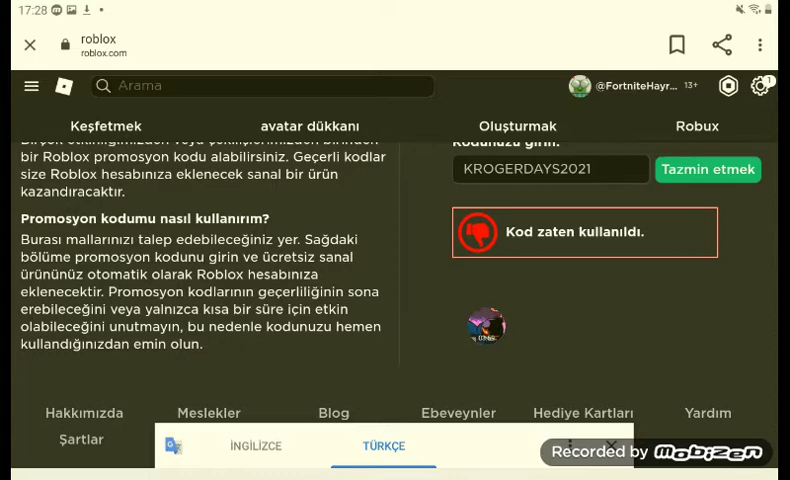 17:28
roblox
roblox.com
Arama
@FortniteHayr... 13+
1
Keşfetmek
avatar dükkanı
Oluşturmak
Robux
bir Roblox promosyon kodu alabilirsiniz. Geçerli kodlar
size Roblox hesabınıza eklenecek sanal bir ürün
kazandıracaktır.
Promosyon kodumu nasıl kullanırım?
Burası mallarınızı talep edebileceğiniz yer. Sağdaki
bölüme promosyon kodunu girin ve ücretsiz sanal
ürününüz otomatik olarak Roblox hesabınıza
eklenecektir. Promosyon kodlarının geçerliliğinin sona
erebileceğini veya yalnızca kısa bir süre için etkin
olabileceğini unutmayın, bu nedenle kodunuzu hemen
kullandığınızdan emin olun.
Kodunuzu girin:
KROGERDAYS2021
Tazmin etmek
Kod zaten kullanıldı.
Hakkımızda
Meslekler
Blog
Ebeveynler
Hediye Kartları
Yardım
Şartlar
İNGİLİZCE
TÜRKÇE
Recorded by mobizen